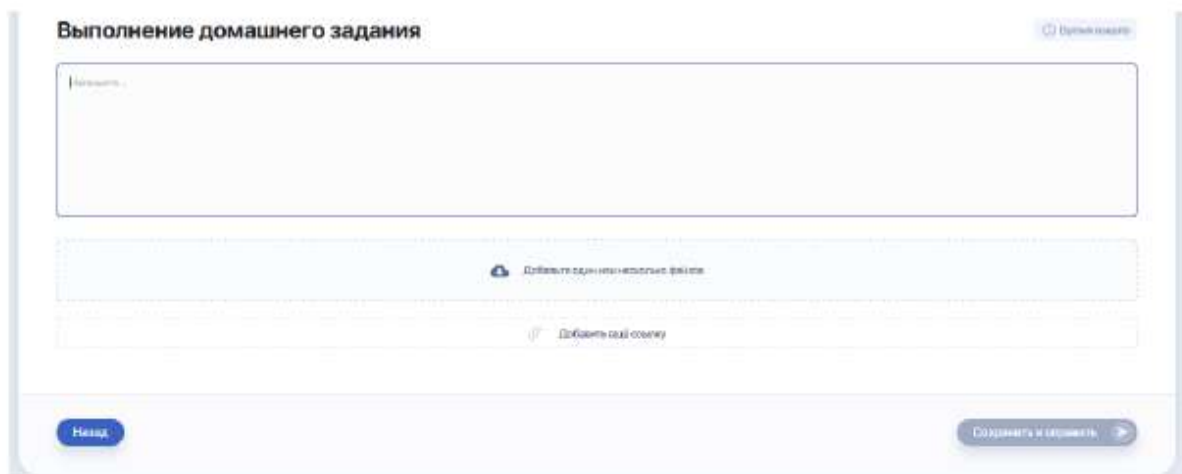 Выполнение домашнего задания
Добавьте один или несколько файлов
Добавить ещё ссылку
Назад
Сохранить и отправить